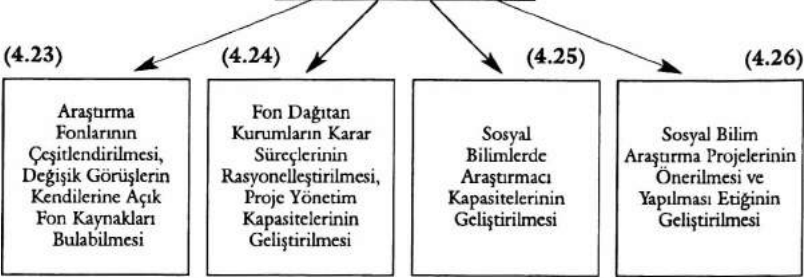 (4.23)
(4.24)
(4.25)
(4.26)
Araştırma
Fonlarının
Çeşitlendirilmesi,
Değişik Görüşlerin
Kendilerine Açık
Fon Kaynakları
Bulabilmesi
Fon Dağıtan
Kurumların Karar
Süreçlerinin
Rasyonelleştirilmesi,
Proje Yönetim
Kapasitelerinin
Geliştirilmesi
Sosyal
Bilimlerde
Araştırmacı
Kapasitelerinin
Geliştirilmesi
Sosyal Bilim
Araştırma Projelerinin
Önerilmesi ve
Yapılması Etiğinin
Geliştirilmesi